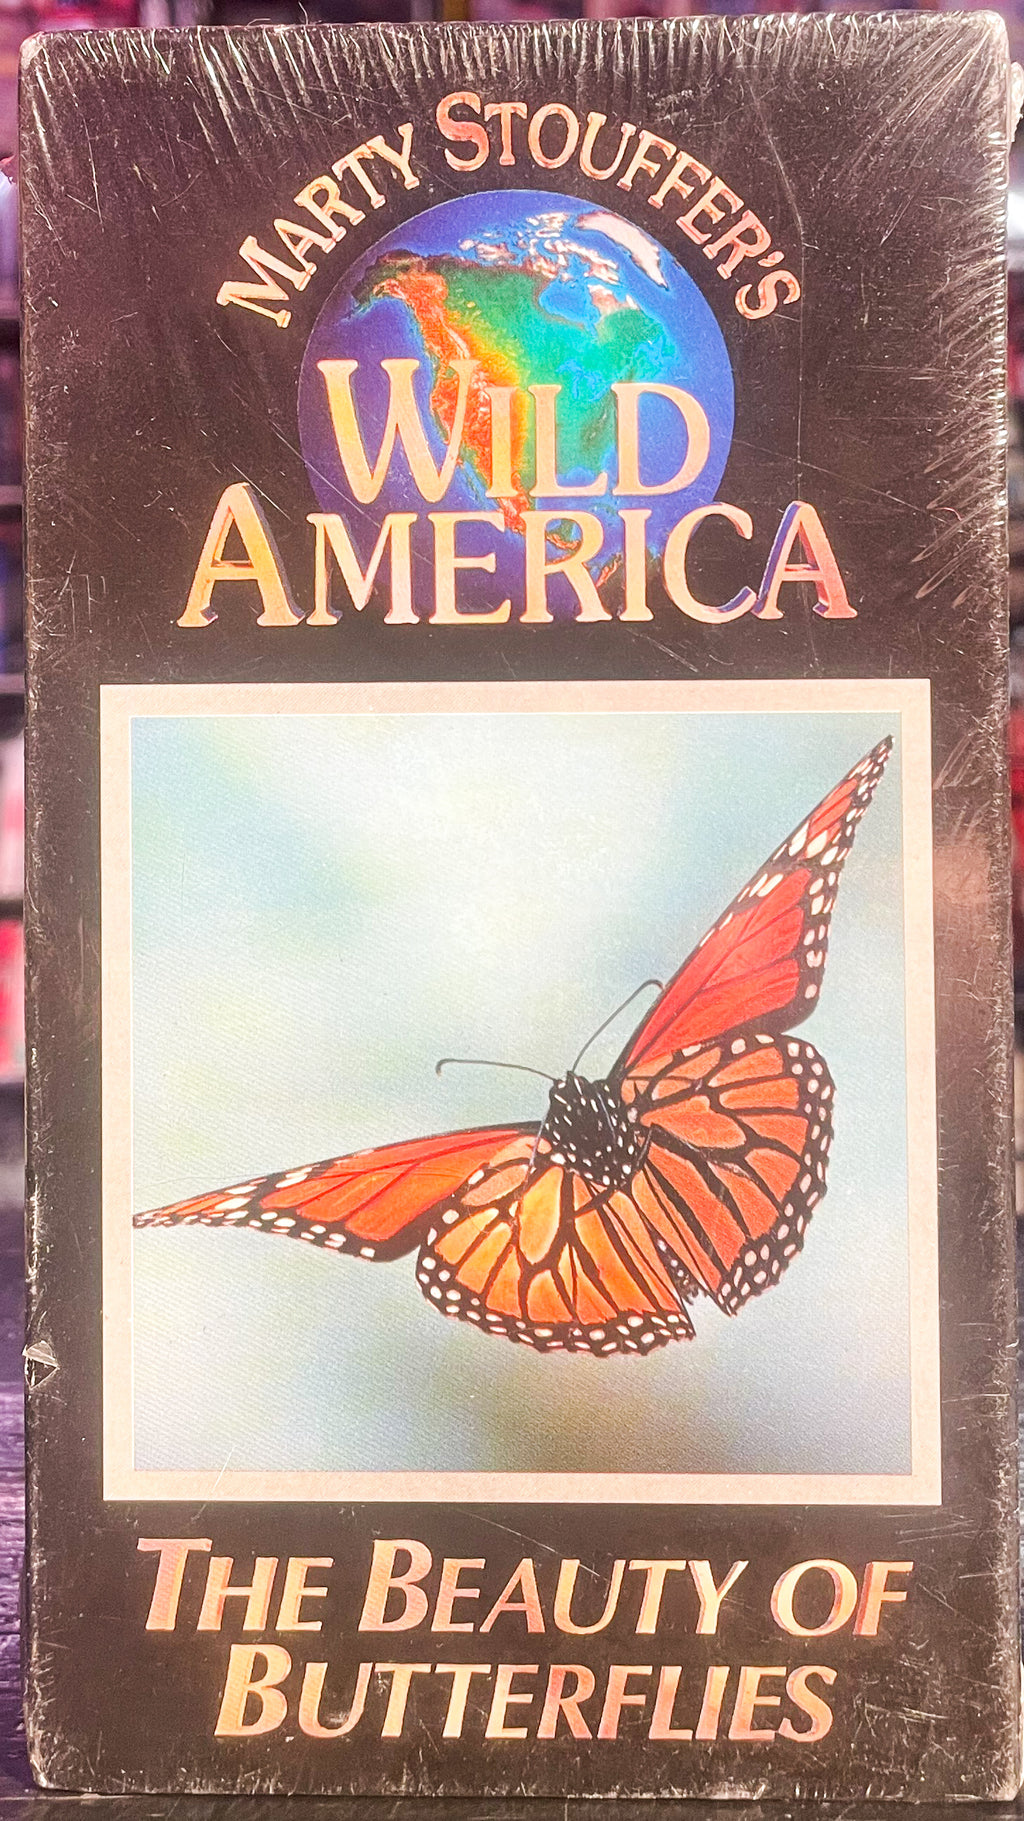 MARTY STOUFFER'S
WILD
AMERICA
THE BEAUTY OF
BUTTERFLIES